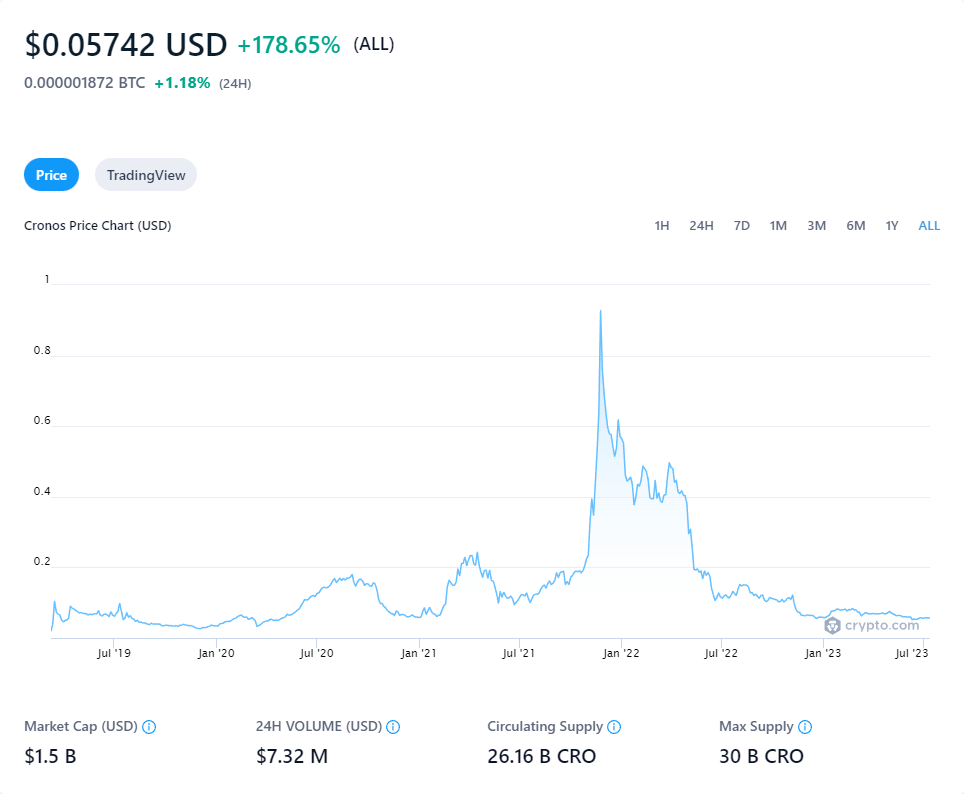 $0.05742 USD +178.65% (ALL)
0.000001872 BTC +1.18% (24H)
Price TradingView
Cronos Price Chart (USD) 1H 24H 7D 1M 3M 6M 1Y ALL
1
0.8
0.6
0.4
0.2
crypto.com
Jul '19 Jan '20 Jul '20 Jan '21 Jul '21 Jan '22 Jul '22 Jan '23 Jul '23
Market Cap (USD) 24H VOLUME (USD) Circulating Supply Max Supply
$1.5 B $7.32 M 26.16 B CRO 30 B CRO